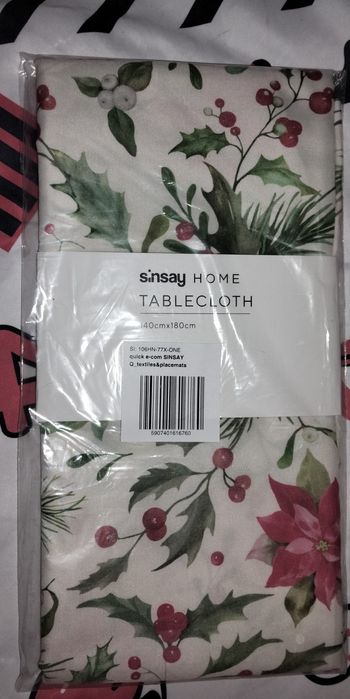 sinsay HOME
TABLECLOTH
140cmx180cm
SI: 106HN-77X-ONE
quick e-com SINSAY
Q_textiles&placemats
5907401616760